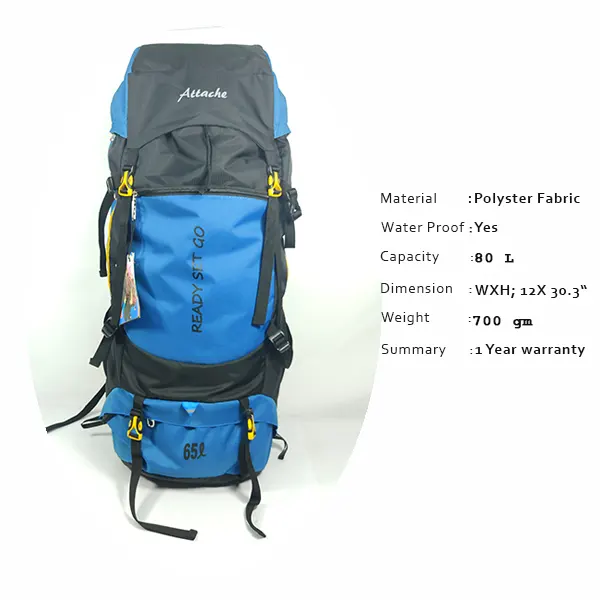 Attache
READY SET GO
65ℓ
Material :Polyster Fabric
Water Proof :Yes
Capacity :80 L
Dimension : WXH; 12X 30.3“
Weight :700 gm
Summary :1 Year warranty